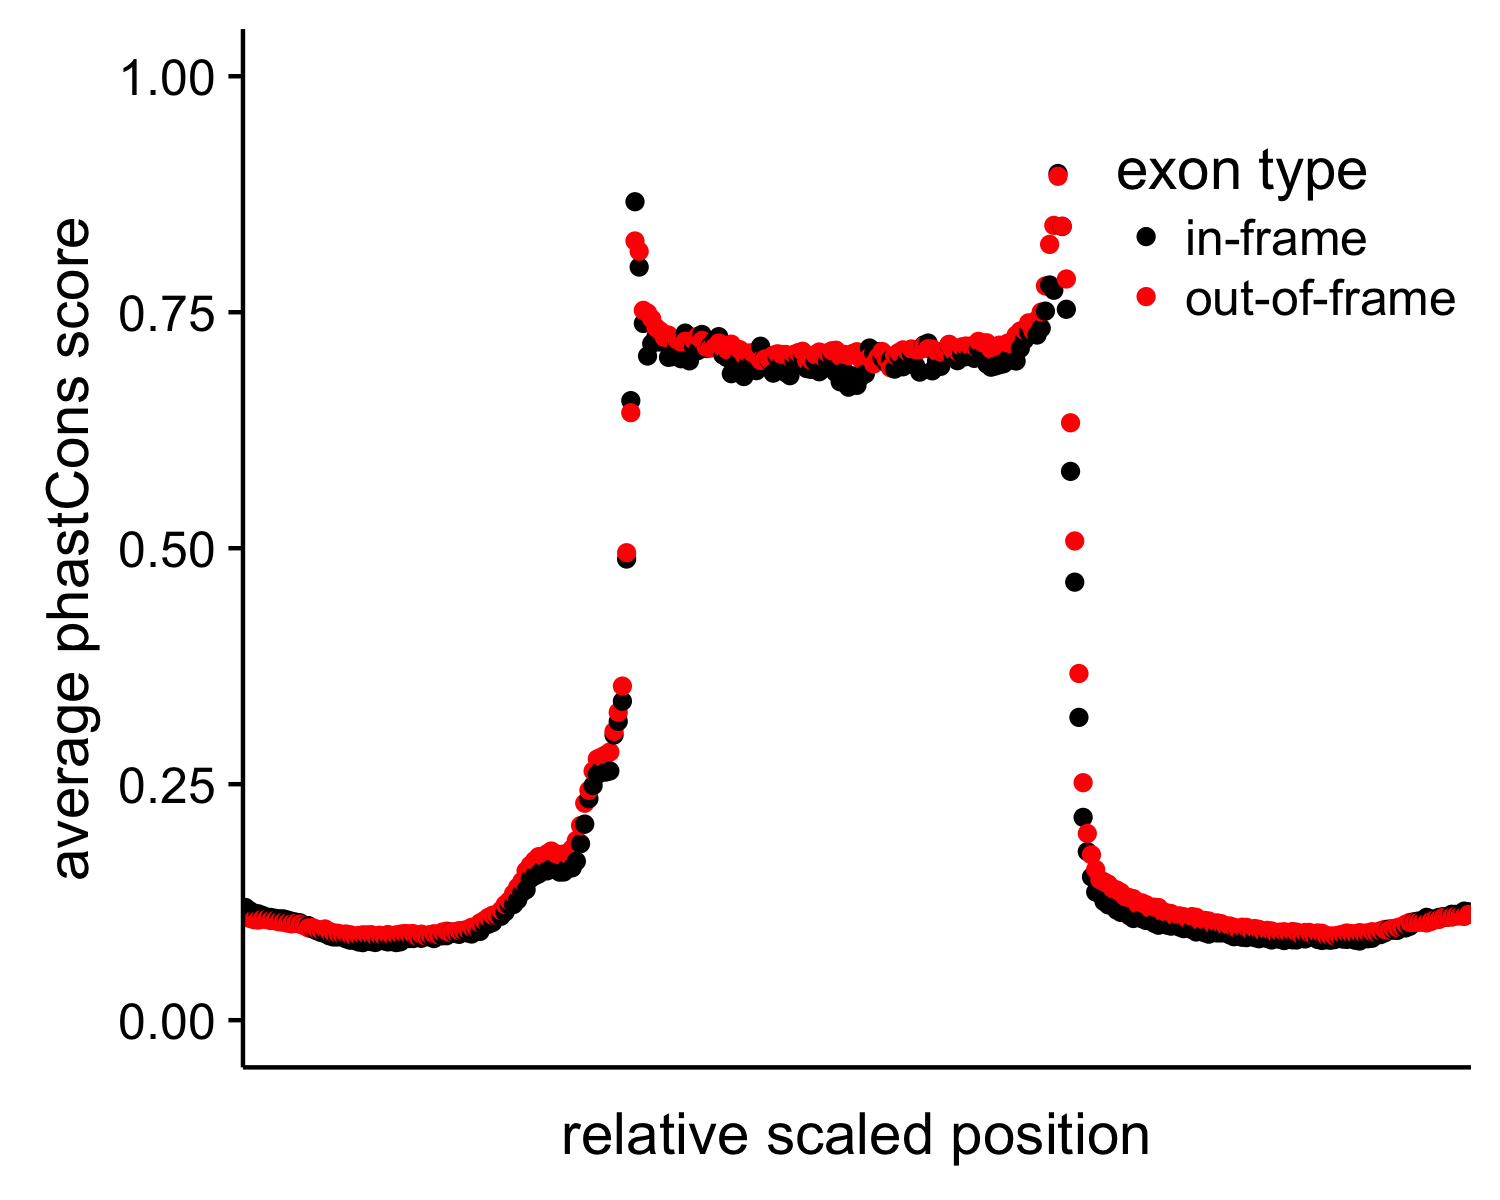 1.00
0.75
0.50
0.25
0.00
average phastCons score
relative scaled position
exon type
in-frame
out-of-frame